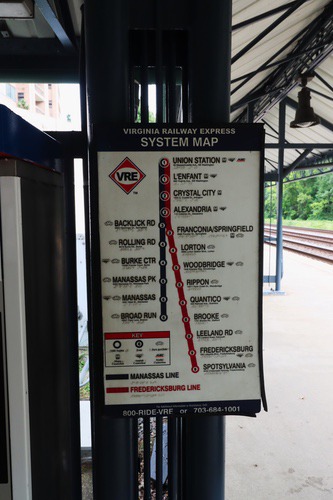 VIRGINIA RAILWAY EXPRESS
SYSTEM MAP
VRE
UNION STATION
L'ENFANT
CRYSTAL CITY
ALEXANDRIA
BACKLICK RD
FRANCONIA/SPRINGFIELD
ROLLING RD
LORTON
BURKE CTR
WOODBRIDGE
MANASSAS PK
RIPPON
MANASSAS
QUANTICO
BROAD RUN
BROOKE
LEELAND RD
KEY
FREDERICKSBURG
SPOTSYLVANIA
MANASSAS LINE
FREDERICKSBURG LINE
800-RIDE-VRE or 703-684-1001